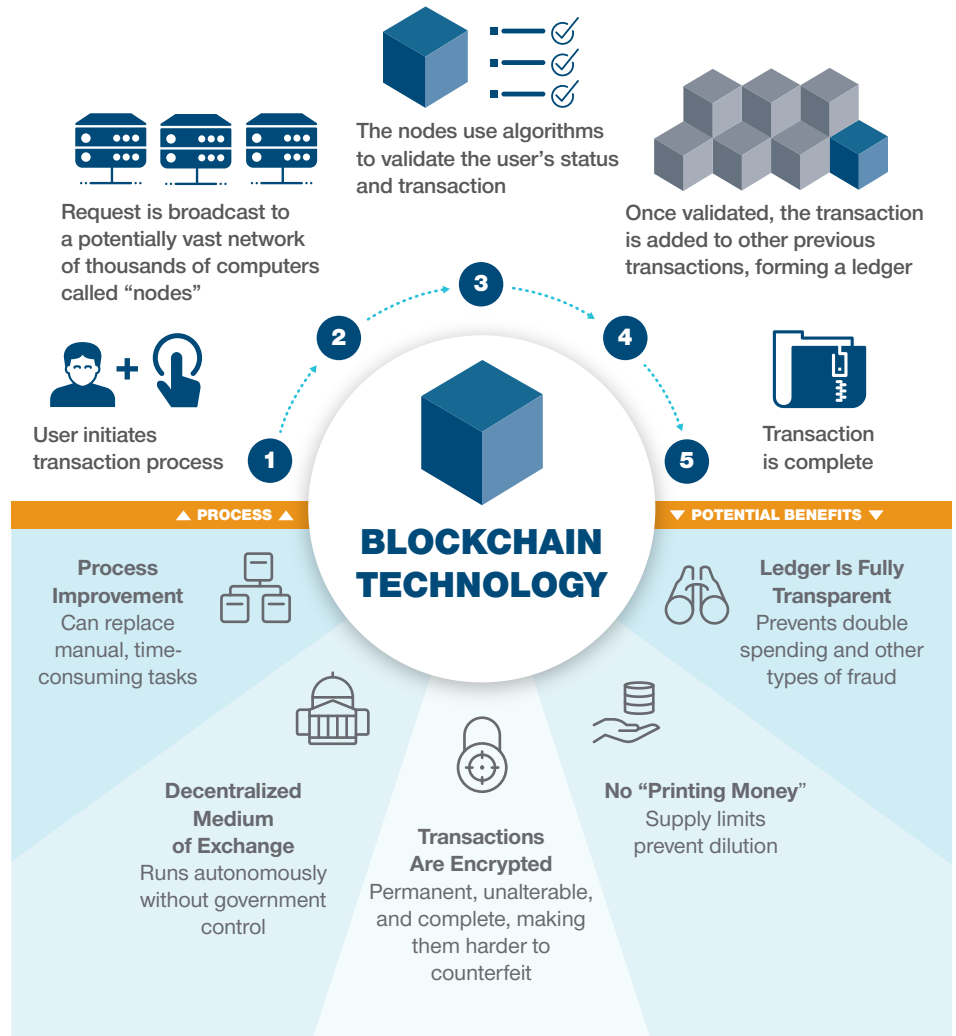 User initiates
transaction process
1
Request is broadcast to
a potentially vast network
of thousands of computers
called “nodes”
2
The nodes use algorithms
to validate the user’s status
and transaction
3
Once validated, the transaction
is added to other previous
transactions, forming a ledger
4
Transaction
is complete
5
PROCESS
BLOCKCHAIN
TECHNOLOGY
POTENTIAL BENEFITS
Process
Improvement
Can replace
manual, time-
consuming tasks
Decentralized
Medium
of Exchange
Runs autonomously
without government
control
Transactions
Are Encrypted
Permanent, unalterable,
and complete, making
them harder to
counterfeit
No “Printing Money”
Supply limits
prevent dilution
Ledger Is Fully
Transparent
Prevents double
spending and other
types of fraud